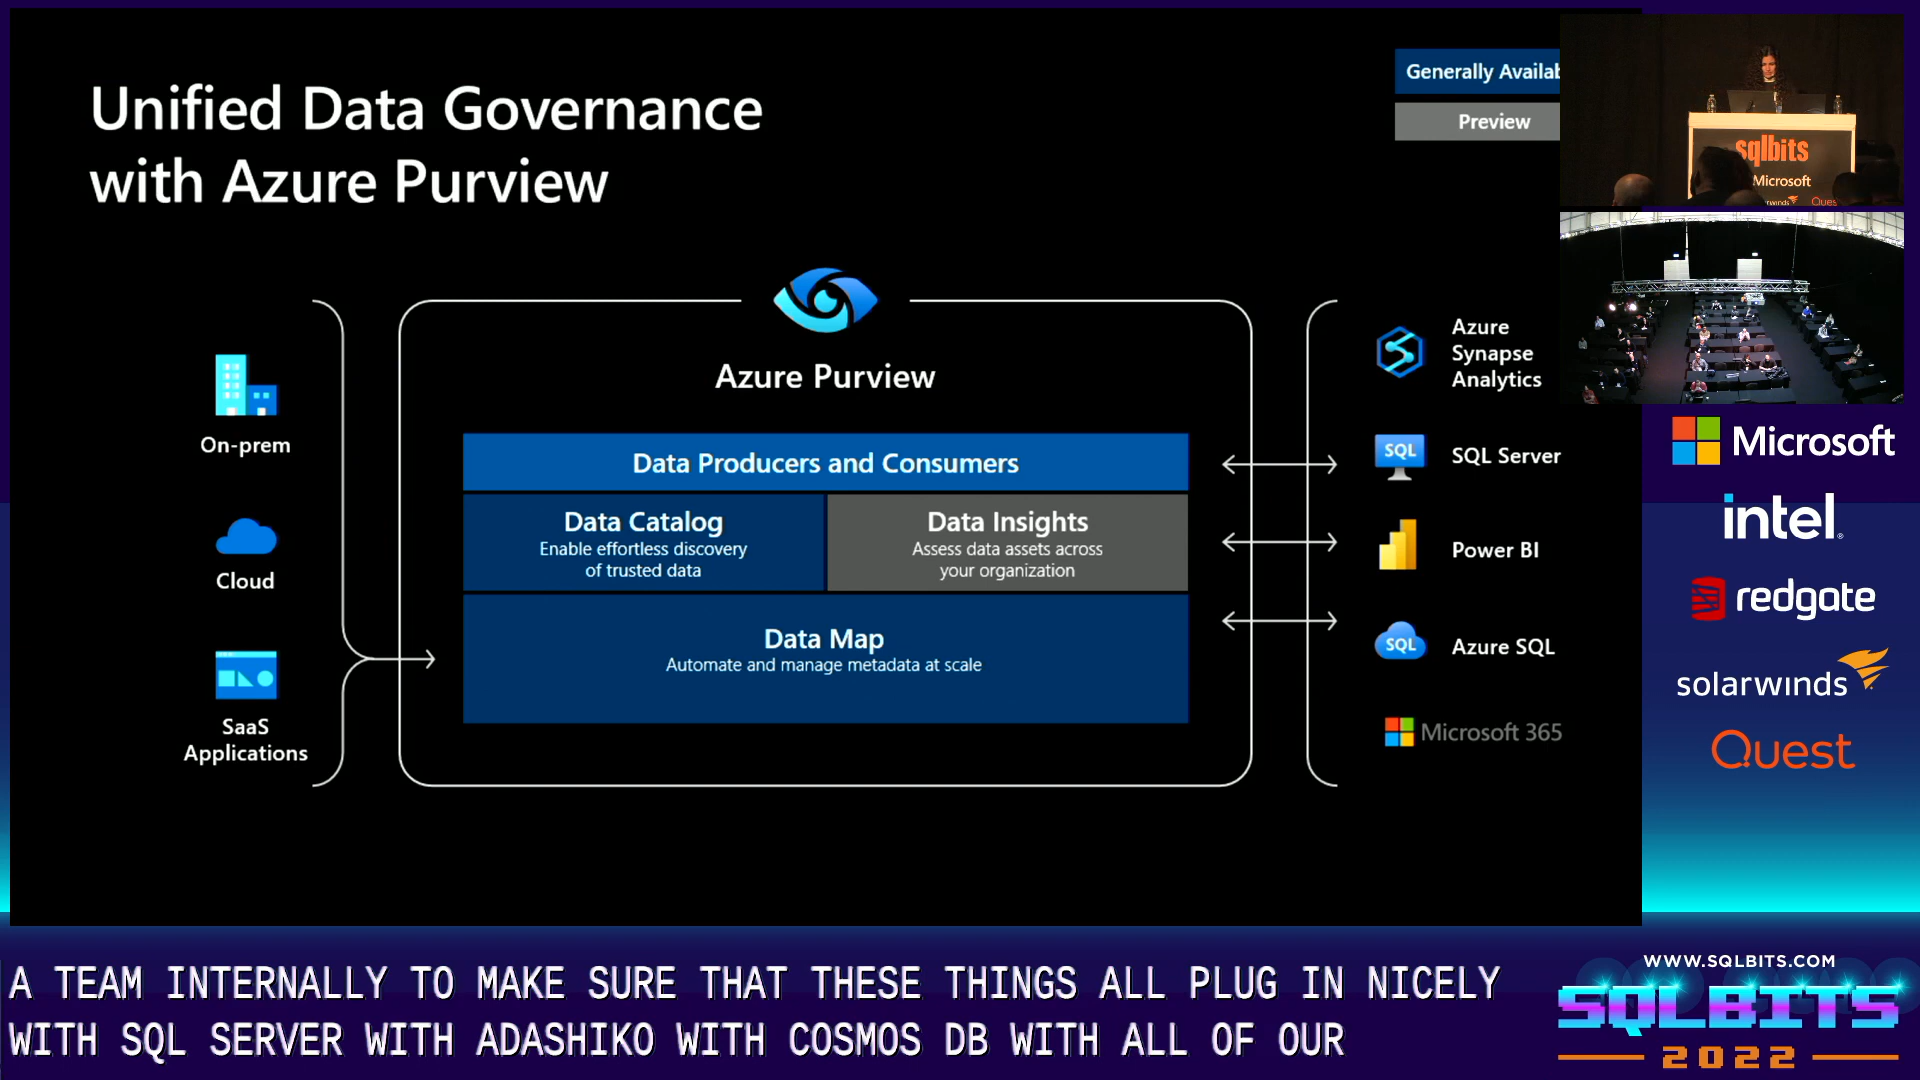 Unified Data Governance
with Azure Purview
Generally Availab
Preview
On-prem
Cloud
SaaS
Applications
Azure Purview
Data Producers and Consumers
Data Catalog
Enable effortless discovery
of trusted data
Data Insights
Assess data assets across
your organization
Data Map
Automate and manage metadata at scale
Azure
Synapse
Analytics
SQL
SQL Server
Power BI
SQL
Azure SQL
Microsoft 365
sqlbits
Microsoft
Ques
Microsoft
intel.
redgate
solarwinds
Quest
A TEAM INTERNALLY TO MAKE SURE THAT THESE THINGS ALL PLUG IN NICELY
WITH SQL SERVER WITH ADASHIKO WITH COSMOS DB WITH ALL OF OUR
WWW.SQLBITS.COM
SQLBITS
2022